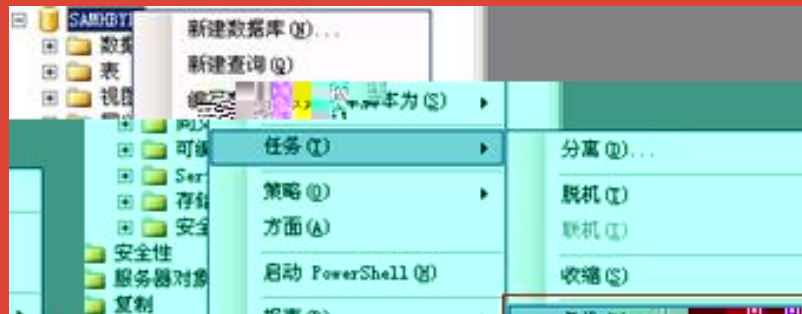 新建数据库(N)...
数据
新建查询(Q)
表
视图
本为(S)
可编
任务(T)
分离(D)...
Ser
存储
策略(O)
脱机(T)
安全
方面(A)
联机(I)
安全性
服务器对象
启动 PowerShell(H)
收缩(S)
复制